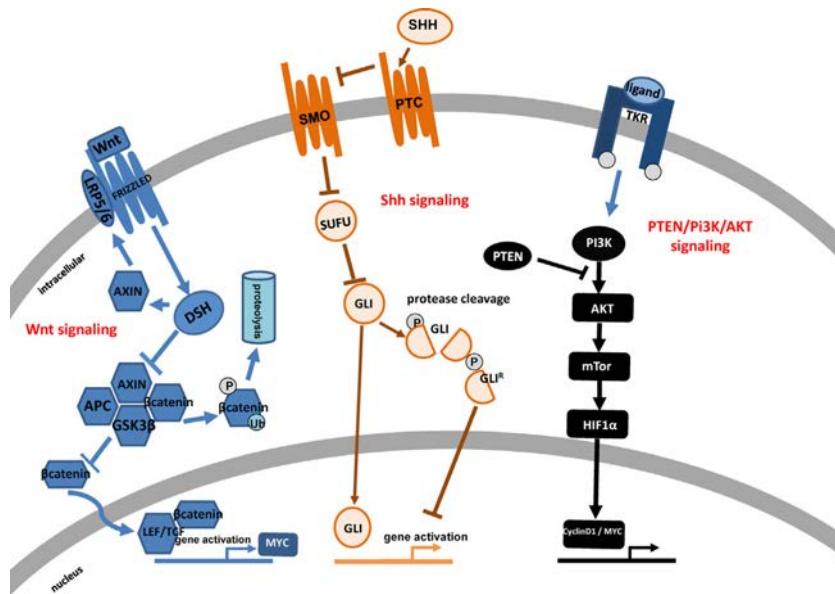 SHH
PTC
SMO
ligand
TKR
Wnt
LRP5/6
FRIZZLED
Shh signaling
SUFU
PTEN/Pi3K/AKT
signaling
PI3K
PTEN
intracellular
AXIN
DSH
proteolysis
Wnt signaling
GLI
protease cleavage
P
GLI
P
GLIR
AKT
mTor
HIF1α
AXIN
APC
βcatenin
GSK3β
P
βcatenin
Ub
βcatenin
βcatenin
LEF/TCF
gene activation
MYC
GLI
gene activation
CyclinD1 / MYC
nucleus